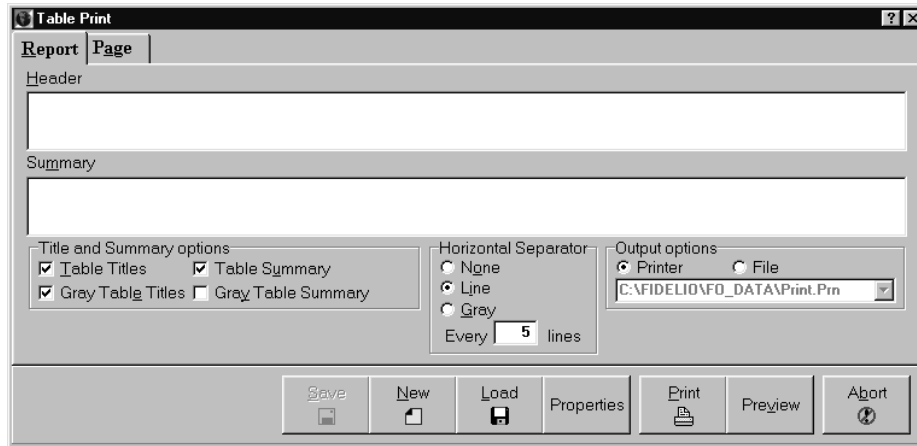 Table Print
Report Page
Header
Summary
Title and Summary options
Table Titles Table Summary
Gray Table Titles Gray Table Summary
Horizontal Separator
None
Line
Gray
Every 5 lines
Output options
Printer File
C:\FIDELIO\FO_DATA\Print.Prn
Save New Load Properties Print Preview Abort